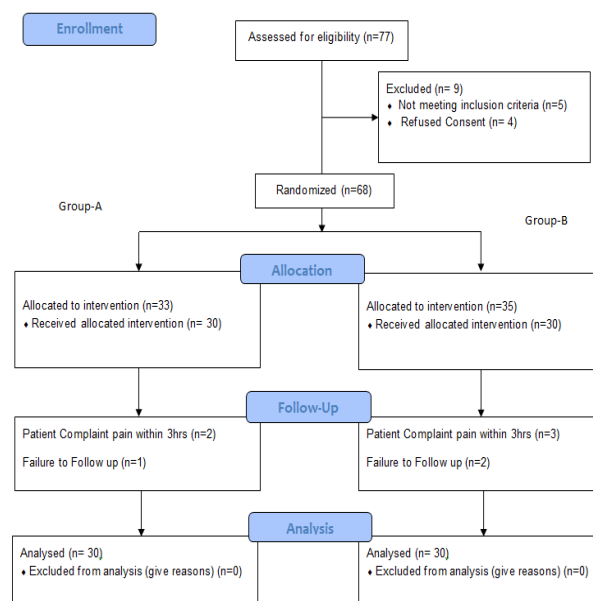 Enrollment
Assessed for eligibility (n=77)
Excluded (n= 9)
♦ Not meeting inclusion criteria (n=5)
♦ Refused Consent (n= 4)
Randomized (n=68)
Group-A
Group-B
Allocation
Allocated to intervention (n=33)
♦ Received allocated intervention (n= 30)
Allocated to intervention (n=35)
♦ Received allocated intervention (n=30)
Follow-Up
Patient Complaint pain within 3hrs (n=2)
Failure to Follow up (n=1)
Patient Complaint pain within 3hrs (n=3)
Failure to Follow up (n=2)
Analysis
Analysed (n= 30)
♦ Excluded from analysis (give reasons) (n=0)
Analysed (n= 30)
♦ Excluded from analysis (give reasons) (n=0)